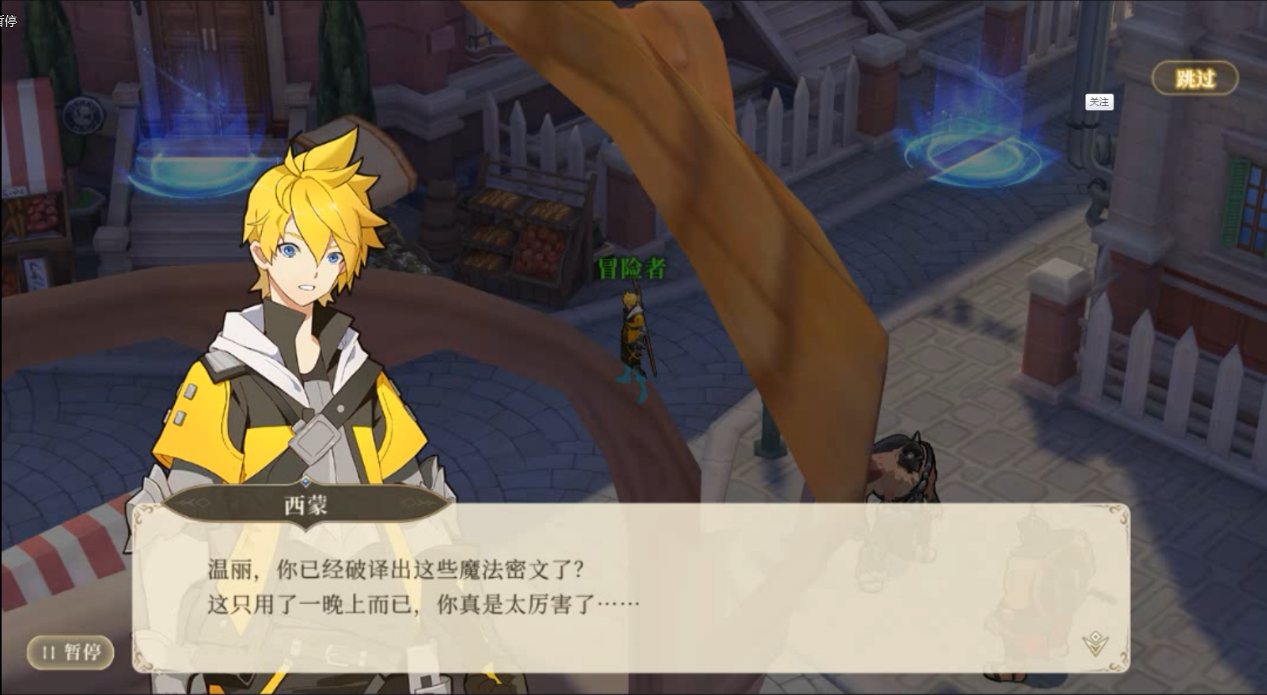 暂停
跳过
关注
冒险者
西蒙
温丽，你已经破译出这些魔法密文了？
这只用了一晚上而已，你真是太厉害了……
暂停